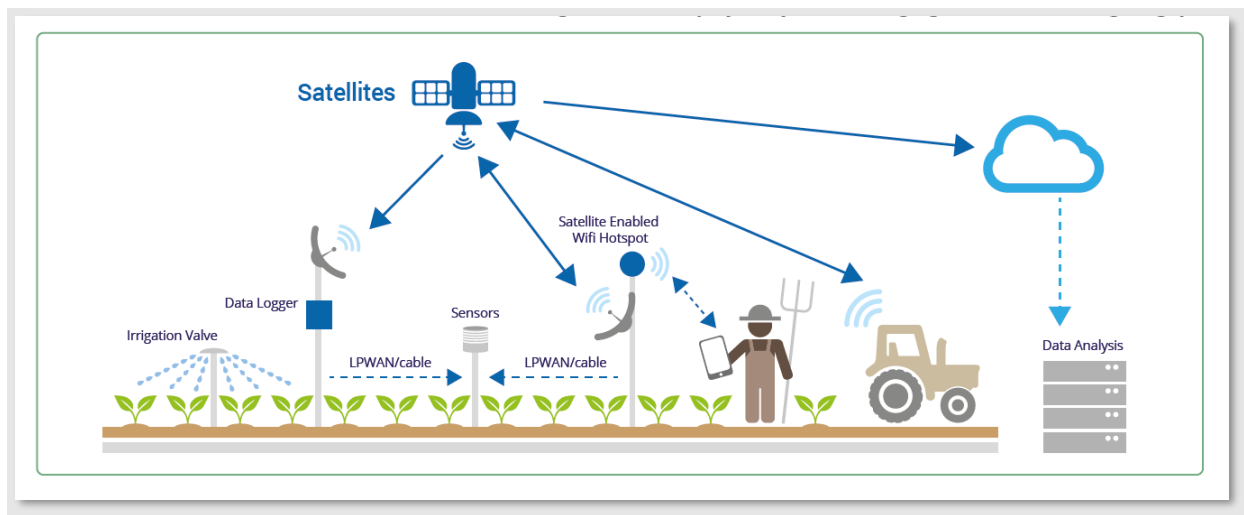 Satellites
Satellite Enabled
Wifi Hotspot
Data Logger
Sensors
Irrigation Valve
LPWAN/cable
LPWAN/cable
Data Analysis